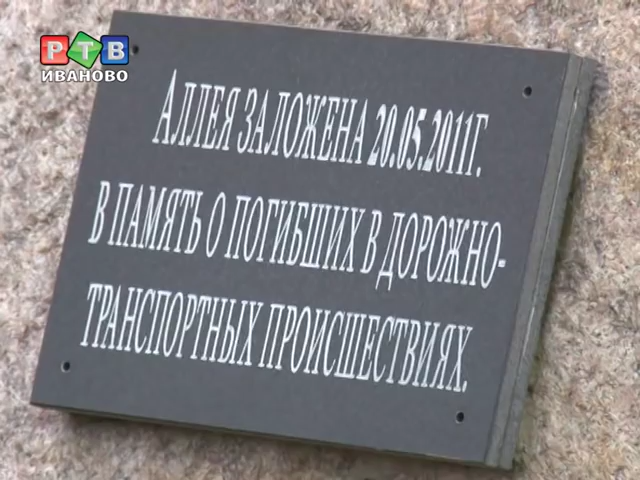 РТВ
ИВАНОВО
АЛЛЕЯ ЗАЛОЖЕНА 20.05.2011Г.
В ПАМЯТЬ О ПОГИБШИХ В ДОРОЖНО-
ТРАНСПОРТНЫХ ПРОИСШЕСТВИЯХ.